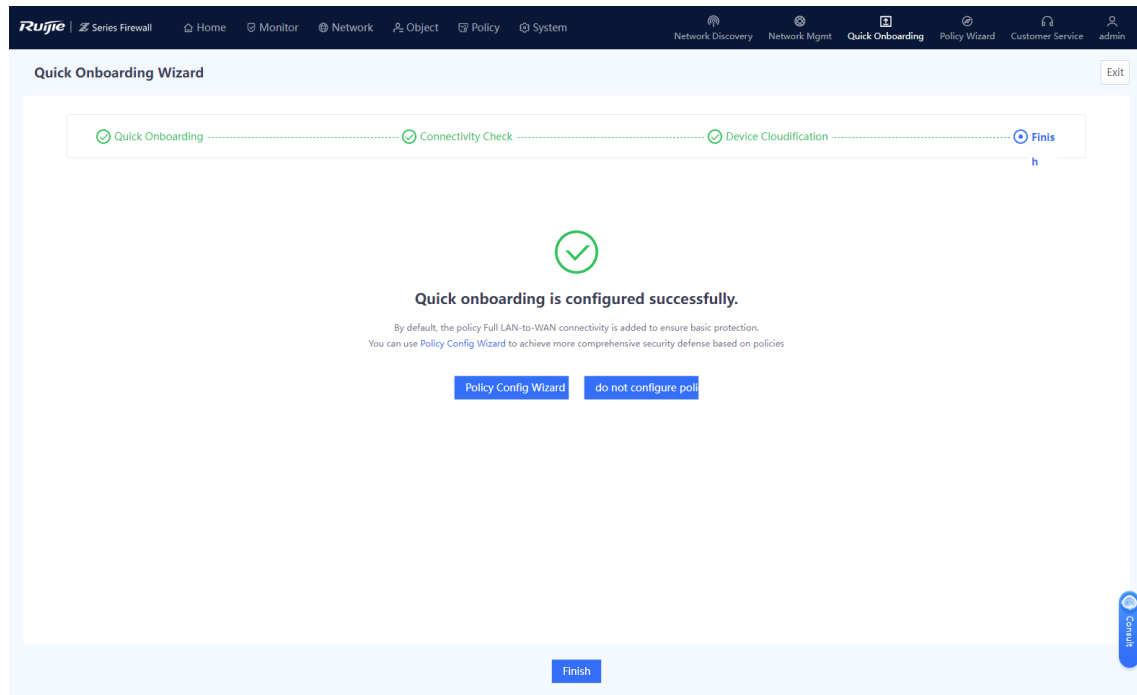 Ruijie Z Series Firewall Home Monitor Network Object Policy System Network Discovery Network Mgmt Quick Onboarding Policy Wizard Customer Service admin
Quick Onboarding Wizard Exit
Quick Onboarding Connectivity Check Device Cloudification Finis
h
Quick onboarding is configured successfully.
By default, the policy Full LAN-to-WAN connectivity is added to ensure basic protection.
You can use Policy Config Wizard to achieve more comprehensive security defense based on policies
Policy Config Wizard do not configure poli
Consult
Finish